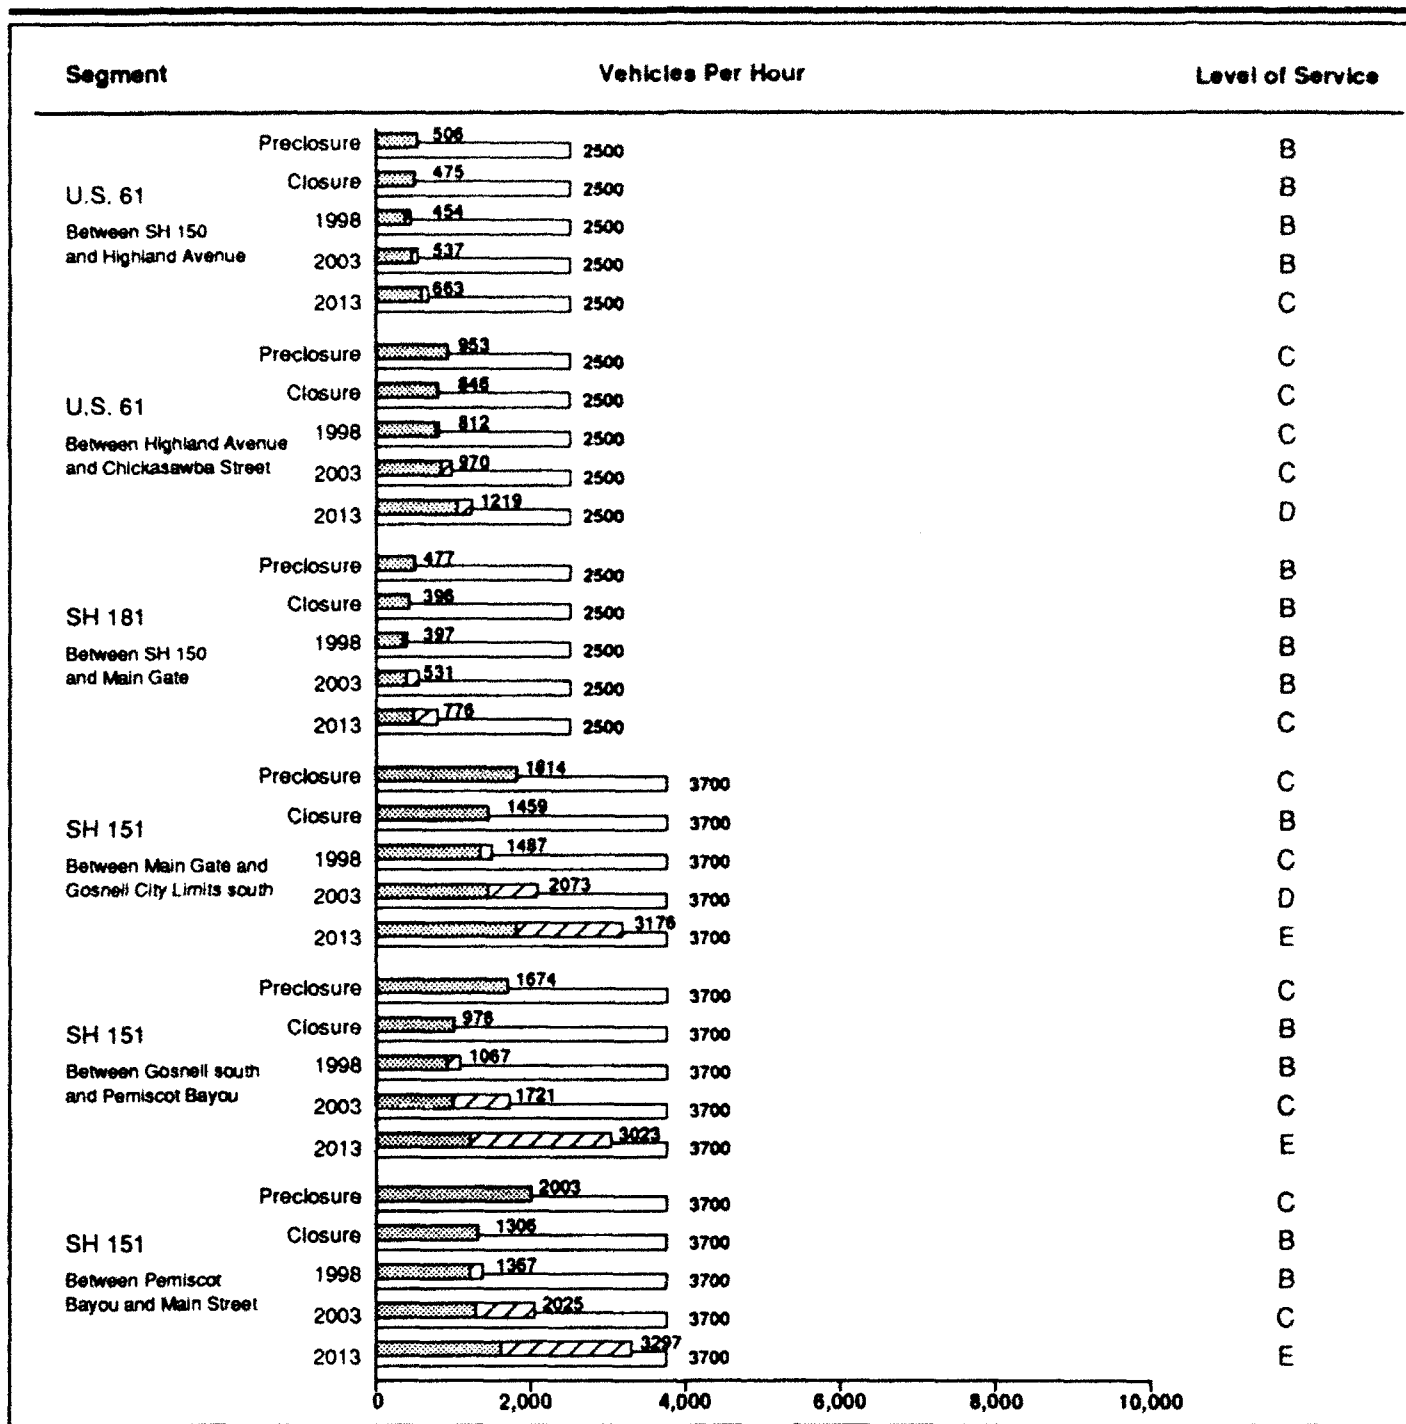 Segment Vehicles Per Hour Level of Service
Preclosure 506 2500 B
Closure 475 2500 B
U.S. 61
1998 454 2500 B
Between SH 150
and Highland Avenue
2003 537 2500 B
2013 663 2500 C
Preclosure 953 2500 C
Closure 846 2500 C
U.S. 61
1998 812 2500 C
Between Highland Avenue
and Chickasawba Street
2003 970 2500 C
2013 1219 2500 D
Preclosure 477 2500 B
Closure 396 2500 B
SH 181
1998 397 2500 B
Between SH 150
and Main Gate
2003 531 2500 B
2013 776 2500 C
Preclosure 1814 3700 C
Closure 1459 3700 B
SH 151
1998 1487 3700 C
Between Main Gate and
Gosnell City Limits south
2003 2073 3700 D
2013 3176 3700 E
Preclosure 1674 3700 C
Closure 976 3700 B
SH 151
1998 1067 3700 B
Between Gosnell south
and Pemiscot Bayou
2003 1721 3700 C
2013 3023 3700 E
Preclosure 2003 3700 C
Closure 1306 3700 B
SH 151
1998 1367 3700 B
Between Pemiscot
Bayou and Main Street
2003 2025 3700 C
2013 3297 3700 E
0 2,000 4,000 6,000 8,000 10,000